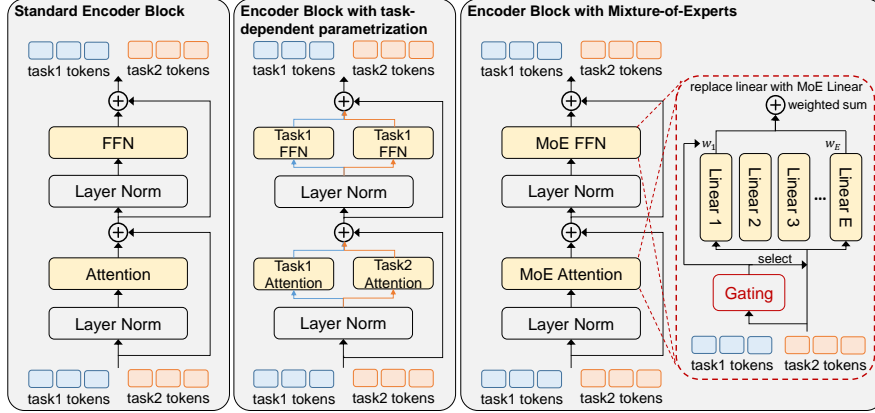 Standard Encoder Block
task1 tokens task2 tokens
FFN
Layer Norm
Attention
Layer Norm
task1 tokens task2 tokens
Encoder Block with task-
dependent parametrization
task1 tokens task2 tokens
Task1
FFN
Task1
FFN
Layer Norm
Task1
Attention
Task2
Attention
Layer Norm
task1 tokens task2 tokens
Encoder Block with Mixture-of-Experts
task1 tokens task2 tokens
MoE FFN
Layer Norm
MoE Attention
Layer Norm
task1 tokens task2 tokens
replace linear with MoE Linear
weighted sum
w₁
w_E
Linear 1
Linear 2
Linear 3
...
Linear E
select
Gating
task1 tokens task2 tokens